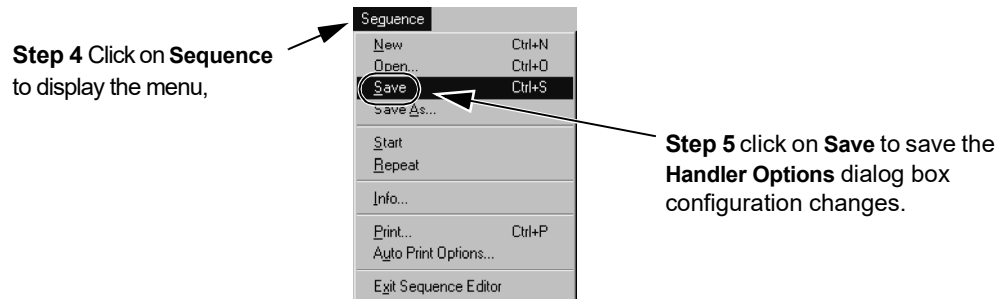 Step 4 Click on Sequence
to display the menu,
Sequence
New Ctrl+N
Open... Ctrl+O
Save Ctrl+S
Save As...
Start
Repeat
Info...
Print... Ctrl+P
Auto Print Options...
Exit Sequence Editor
Step 5 click on Save to save the
Handler Options dialog box
configuration changes.